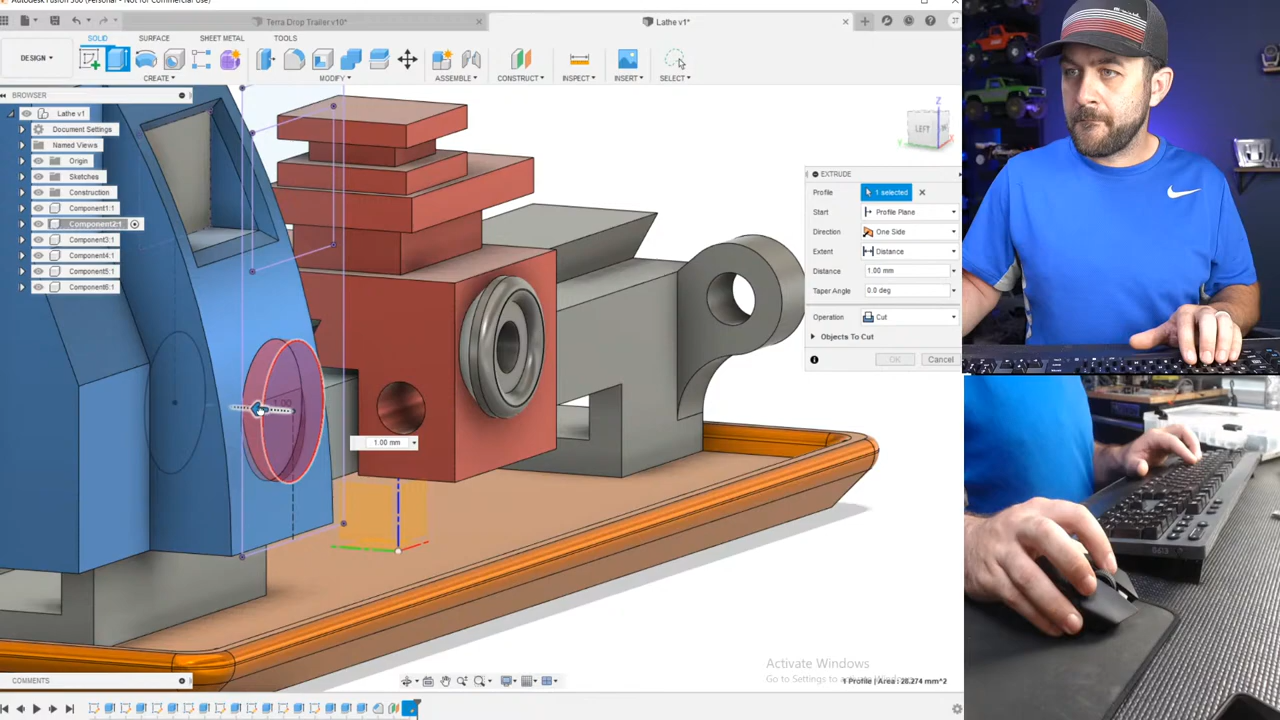 Autodesk Fusion 360 (Personal - Not for Commercial Use)
Terra Drop Trailer v10*
Lathe v1*
JT
DESIGN
SOLID
SURFACE
SHEET METAL
TOOLS
CREATE
MODIFY
ASSEMBLE
CONSTRUCT
INSPECT
INSERT
SELECT
BROWSER
Lathe v1
Document Settings
Named Views
Origin
Sketches
Construction
Component1:1
Component2:1
Component3:1
Component4:1
Component5:1
Component6:1
Z
LEFT
Y
X
EXTRUDE
Profile
1 selected
Start
Profile Plane
Direction
One Side
Extent
Distance
Distance
1.00 mm
Taper Angle
0.0 deg
Operation
Cut
Objects To Cut
OK
Cancel
1.00
1.00 mm
G613
Activate Windows
Go to Settings to activate
COMMENTS
1 Profile | Area : 28.274 mm^2